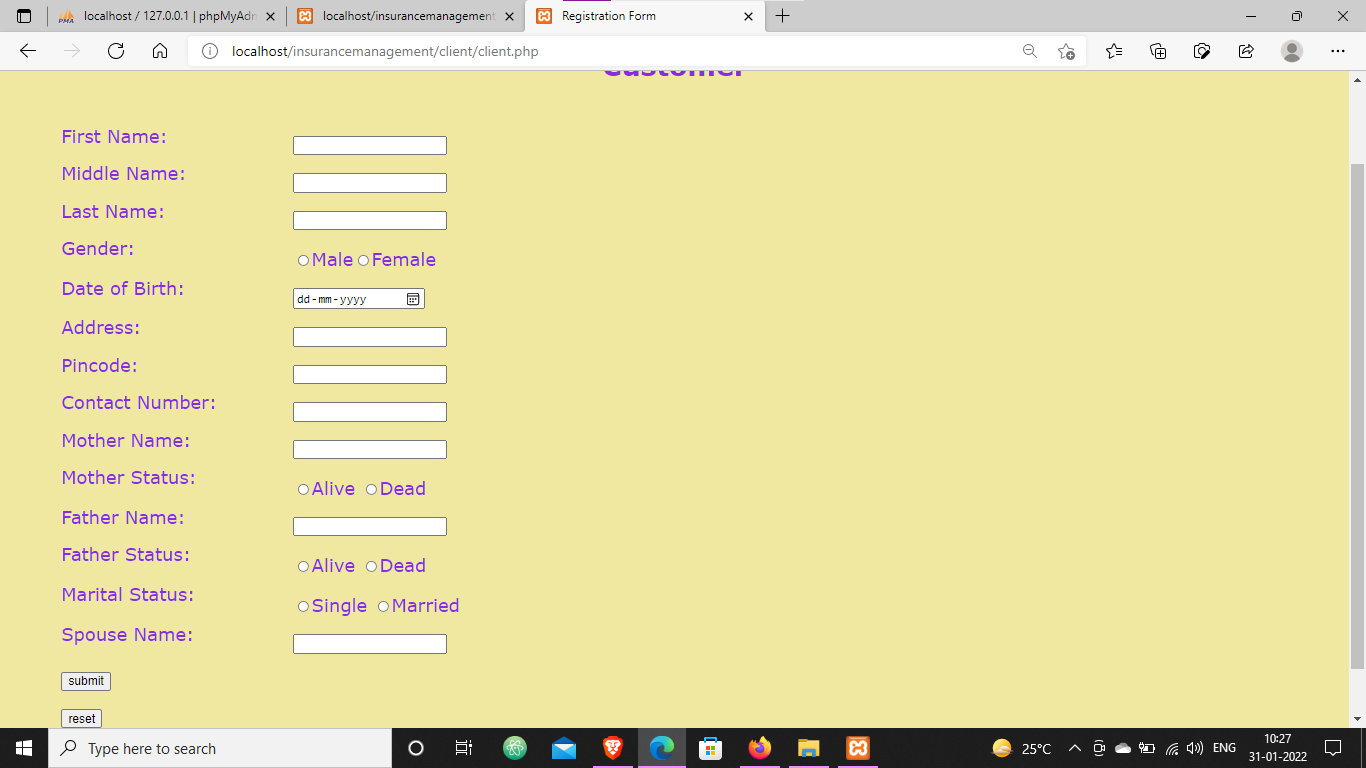 localhost / 127.0.0.1 | phpMyAdm
localhost/insurancemanagement
Registration Form
localhost/insurancemanagement/client/client.php
Customer
First Name:
Middle Name:
Last Name:
Gender:
Male Female
Date of Birth:
dd-mm-yyyy
Address:
Pincode:
Contact Number:
Mother Name:
Mother Status:
Alive Dead
Father Name:
Father Status:
Alive Dead
Marital Status:
Single Married
Spouse Name:
submit
reset
Type here to search
25°C
ENG
10:27
31-01-2022